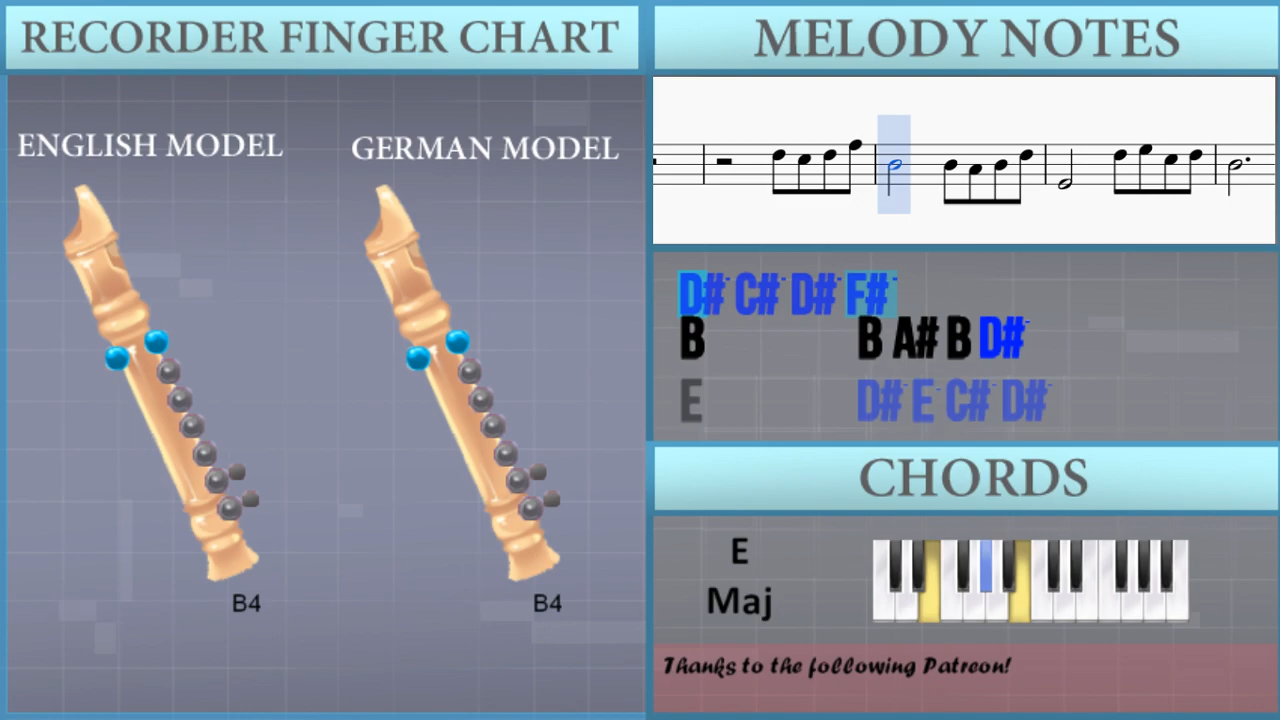 RECORDER FINGER CHART
ENGLISH MODEL
GERMAN MODEL
B4
B4
MELODY NOTES
D#- C#- D#- F#-
B B A# B D#-
E D#- E- C#- D#-
CHORDS
E
Maj
Thanks to the following Patreon!